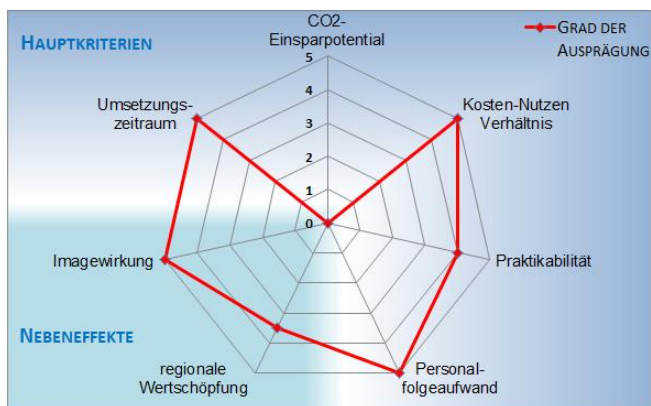 HAUPTKRITERIEN
CO2-
Einsparpotential
GRAD DER
AUSPRÄGUNG
Umsetzungs-
zeitraum
Kosten-Nutzen
Verhältnis
5
4
3
2
1
0
Imagewirkung
Praktikabilität
NEBENEFFEKTE
regionale
Wertschöpfung
Personal-
folgeaufwand